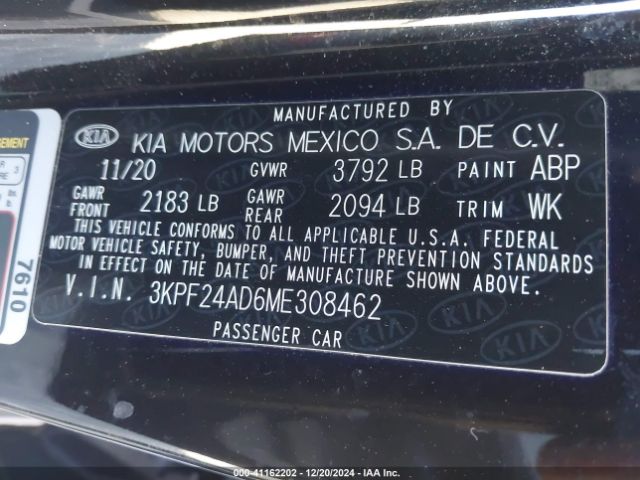 MANUFACTURED BY
KIA KIA MOTORS MEXICO S.A. DE C.V.
11/20 GVWR 3792 LB PAINT ABP
GAWR FRONT 2183 LB GAWR REAR 2094 LB TRIM WK
THIS VEHICLE CONFORMS TO ALL APPLICABLE U.S.A. FEDERAL
MOTOR VEHICLE SAFETY, BUMPER, AND THEFT PREVENTION STANDARDS
IN EFFECT ON THE DATE OF MANUFACTURE SHOWN ABOVE.
V.I.N. 3KPF24AD6ME308462
PASSENGER CAR
7610
000-41162202 - 12/20/2024 - IAA Inc.